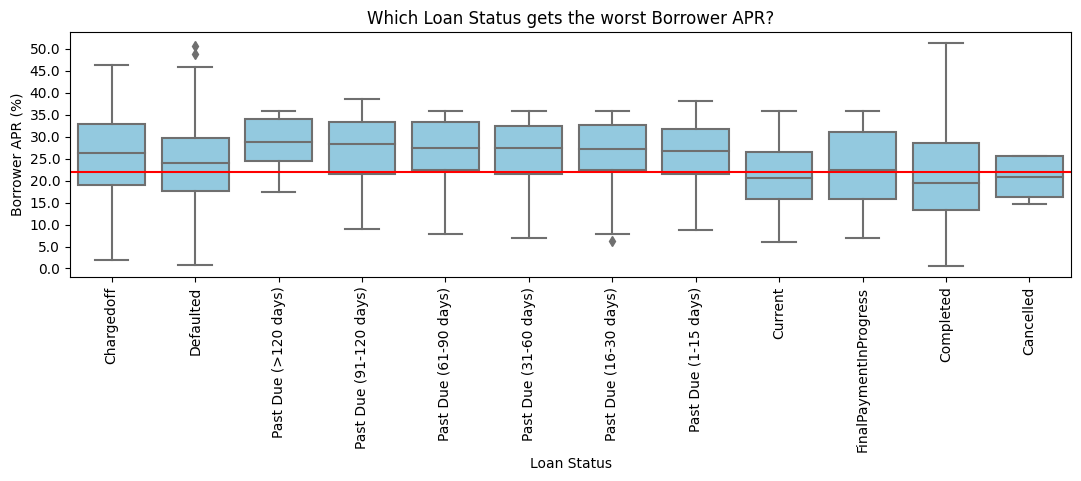 Which Loan Status gets the worst Borrower APR?
Borrower APR (%)
50.0
45.0
40.0
35.0
30.0
25.0
20.0
15.0
10.0
5.0
0.0
Chargedoff
Defaulted
Past Due (>120 days)
Past Due (91-120 days)
Past Due (61-90 days)
Past Due (31-60 days)
Past Due (16-30 days)
Past Due (1-15 days)
Current
FinalPaymentInProgress
Completed
Cancelled
Loan Status